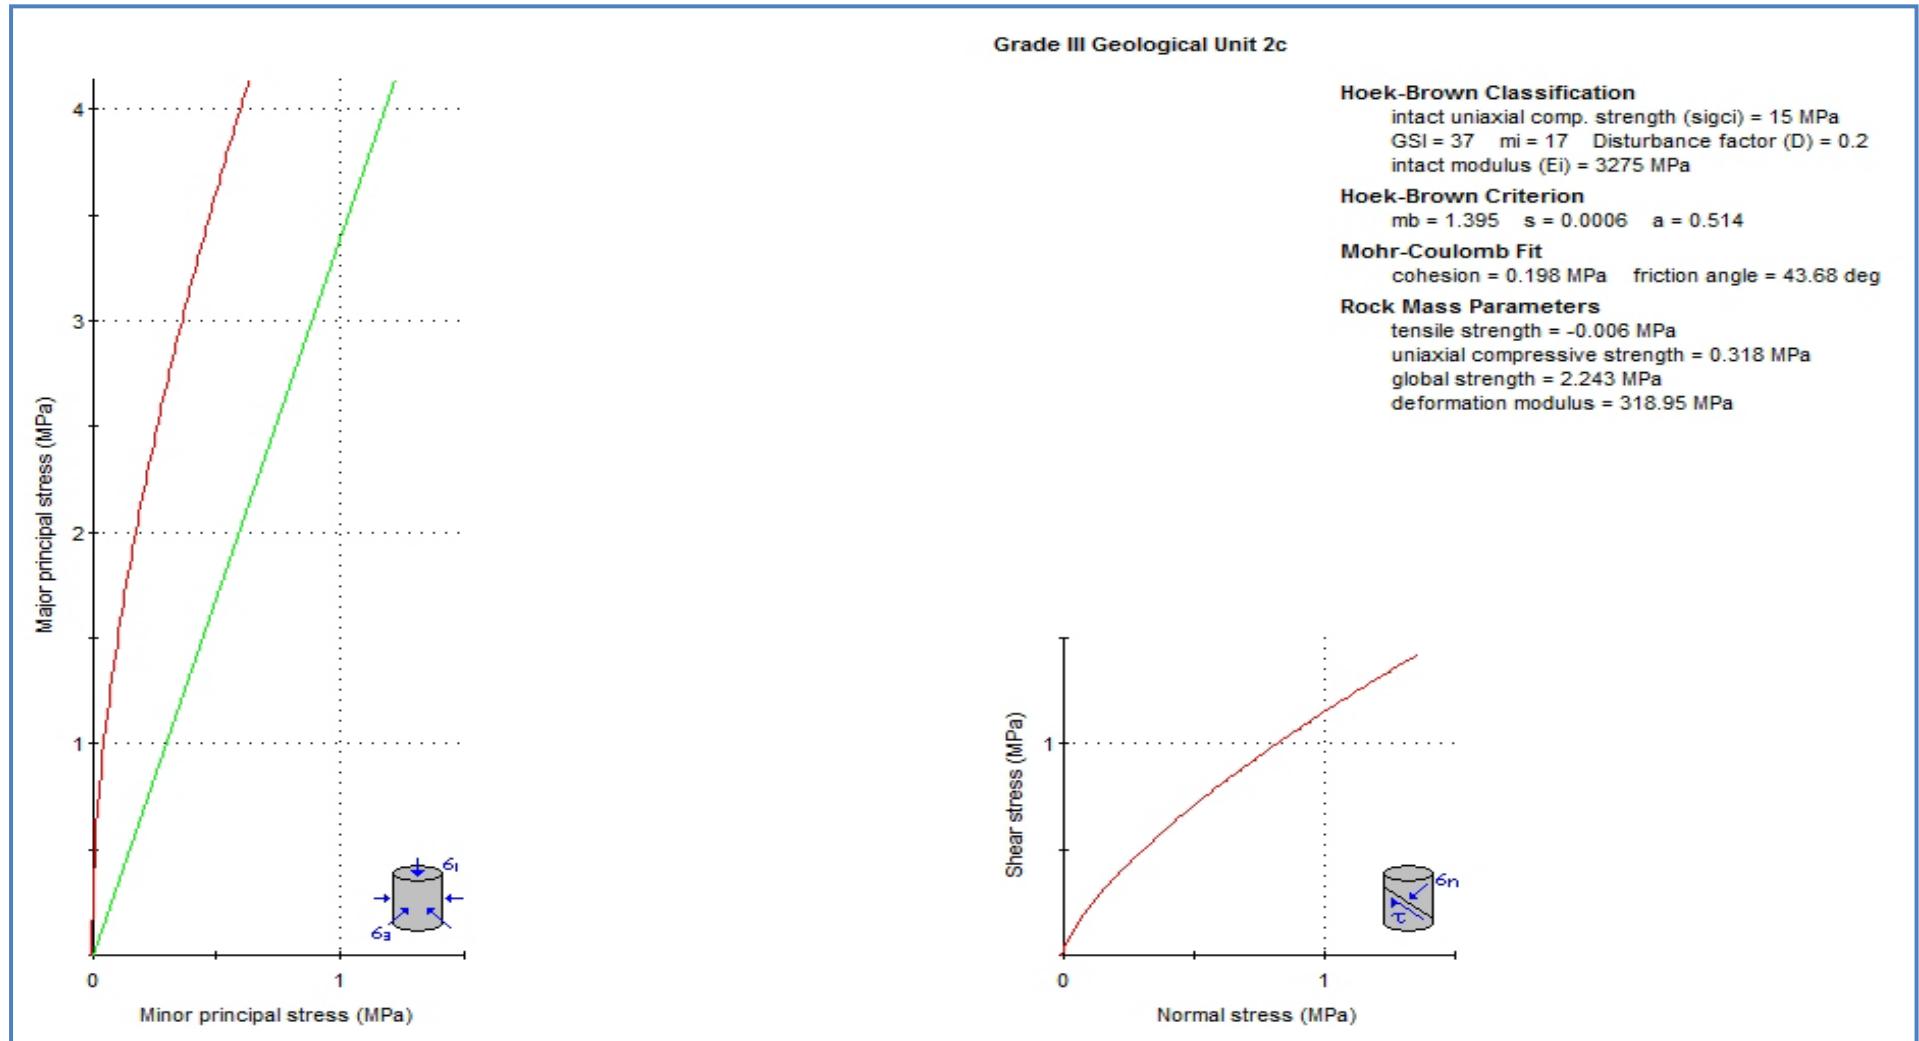 Grade III Geological Unit 2c
Hoek-Brown Classification
intact uniaxial comp. strength (sigci) = 15 MPa
GSI = 37 mi = 17 Disturbance factor (D) = 0.2
intact modulus (Ei) = 3275 MPa
Hoek-Brown Criterion
mb = 1.395 s = 0.0006 a = 0.514
Mohr-Coulomb Fit
cohesion = 0.198 MPa friction angle = 43.68 deg
Rock Mass Parameters
tensile strength = -0.006 MPa
uniaxial compressive strength = 0.318 MPa
global strength = 2.243 MPa
deformation modulus = 318.95 MPa
Major principal stress (MPa)
4
3
2
1
0
1
Minor principal stress (MPa)
σ1
σ3
Shear stress (MPa)
1
0
1
Normal stress (MPa)
σn
τ